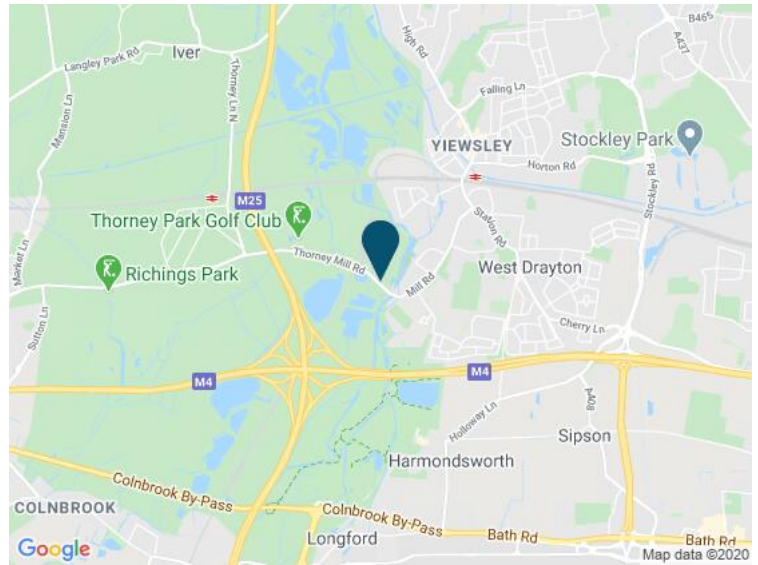 B465
High Rd
Iver
A437
Langley Park Rd
Thorney Ln N
Falling Ln
Mansion Ln
YIEWSLEY
Stockley Park
Horton Rd
M25
Stockley Rd
Thorney Park Golf Club
Station Rd
Market Ln
Thorney Mill Rd
Richings Park
Mill Rd
West Drayton
Sutton Ln
Cherry Ln
M4
M4
A408
Holloway Ln
Sipson
Harmondsworth
Colnbrook By-Pass
COLNBROOK
Colnbrook By-Pass
Bath Rd
Longford
Bath Rd
Google
Map data ©2020